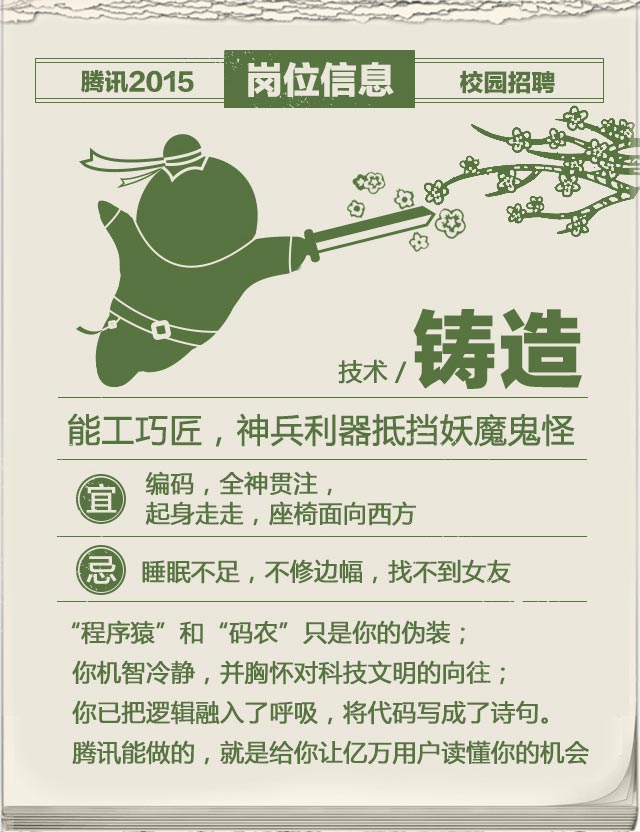 腾讯2015
岗位信息
校园招聘
技术 / 铸造
能工巧匠，神兵利器抵挡妖魔鬼怪
宜
编码，全神贯注，
起身走走，座椅面向西方
忌
睡眠不足，不修边幅，找不到女友
“程序猿”和“码农”只是你的伪装；
你机智冷静，并胸怀对科技文明的向往；
你已把逻辑融入了呼吸，将代码写成了诗句。
腾讯能做的，就是给你让亿万用户读懂你的机会